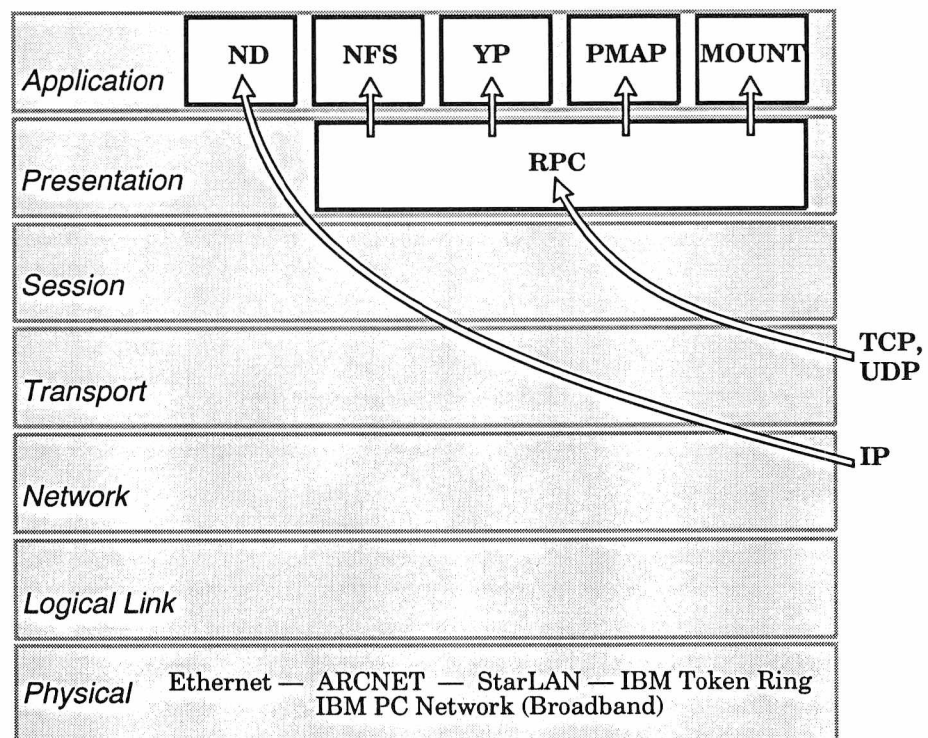 ND NFS YP PMAP MOUNT
Application
RPC
Presentation
Session
TCP,
UDP
Transport
IP
Network
Logical Link
Physical Ethernet — ARCNET — StarLAN — IBM Token Ring
IBM PC Network (Broadband)